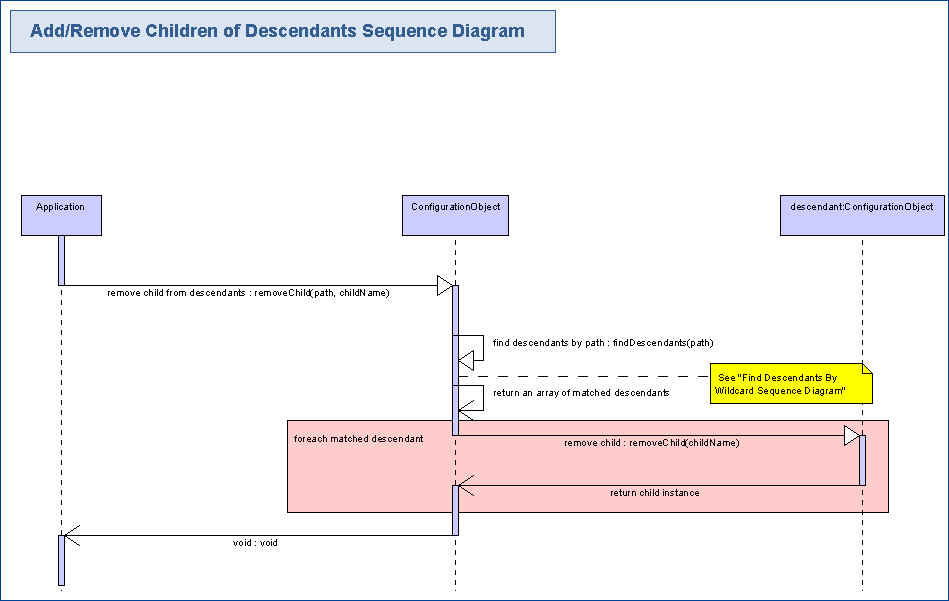 Add/Remove Children of Descendants Sequence Diagram
Application
ConfigurationObject
descendant:ConfigurationObject
remove child from descendants : removeChild(path, childName)
find descendants by path : findDescendants(path)
See "Find Descendants By
Wildcard Sequence Diagram"
return an array of matched descendants
foreach matched descendant
remove child : removeChild(childName)
return child instance
void : void